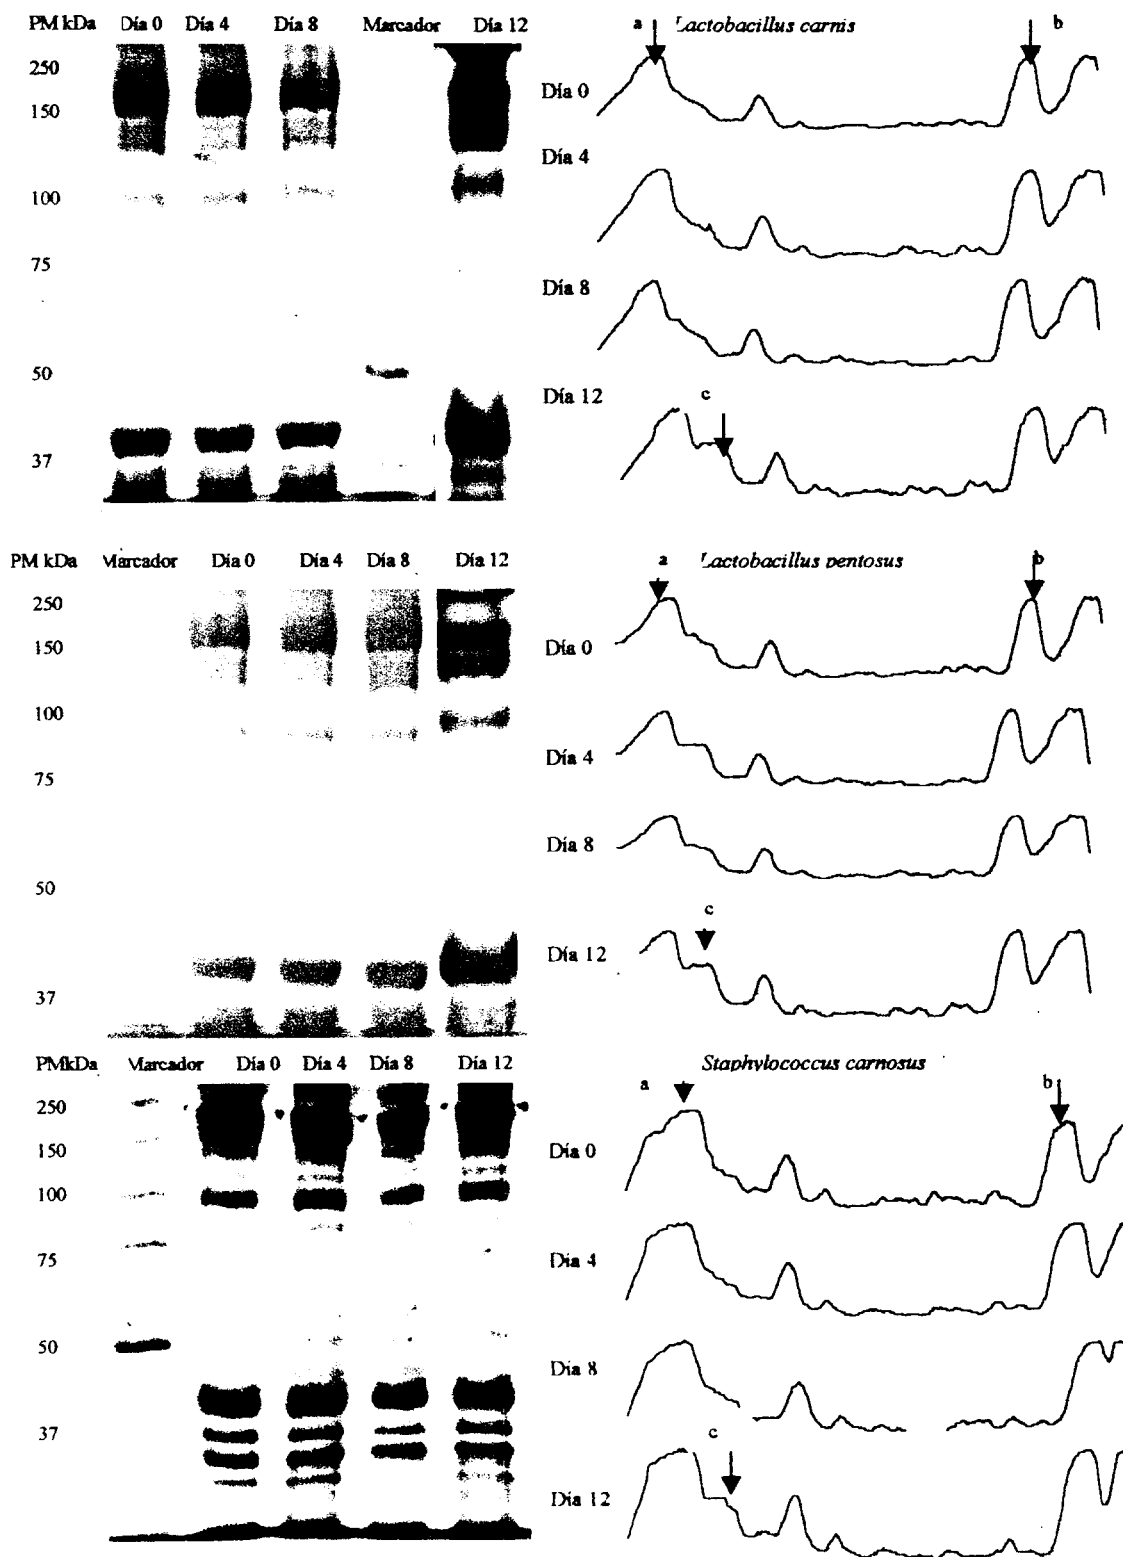 PM kDa Día 0 Día 4 Día 8 Marcador Día 12
250
150
100
75
50
37
a Lactobacillus carnis b
Día 0
Día 4
Día 8
Día 12 c
PM kDa Marcador Día 0 Día 4 Día 8 Día 12
250
150
100
75
50
37
a Lactobacillus pentosus b
Día 0
Día 4
Día 8
c
Día 12
PMkDa Marcador Día 0 Día 4 Día 8 Día 12
250
150
100
75
50
37
Staphylococcus carnosus
a b
Día 0
Día 4
Día 8
c
Día 12